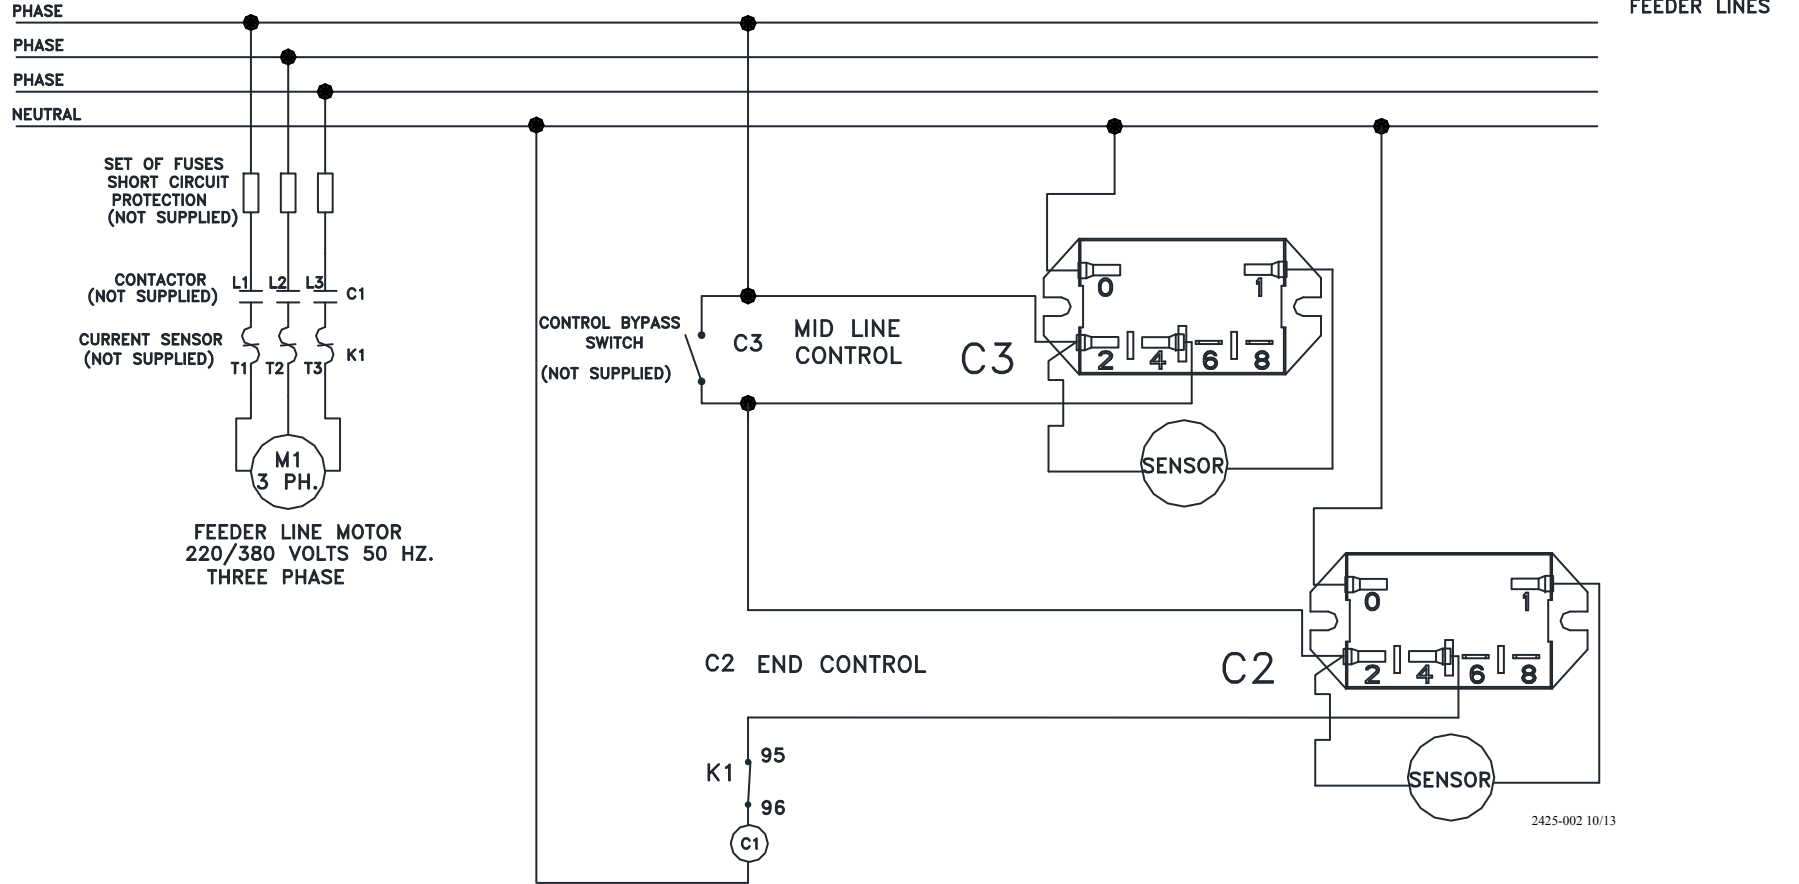 PHASE
FEEDER LINES
PHASE
PHASE
NEUTRAL
SET OF FUSES
SHORT CIRCUIT
PROTECTION
(NOT SUPPLIED)
CONTACTOR
(NOT SUPPLIED)
L1 L2 L3
C1
CURRENT SENSOR
(NOT SUPPLIED)
K1
T1 T2 T3
M1
3 PH.
FEEDER LINE MOTOR
220/380 VOLTS 50 HZ.
THREE PHASE
CONTROL BYPASS
SWITCH
(NOT SUPPLIED)
C3
MID LINE
CONTROL
C3
0 1
2 4 6 8
SENSOR
C2 END CONTROL
C2
0 1
2 4 6 8
SENSOR
K1
95
96
C1
2425-002 10/13